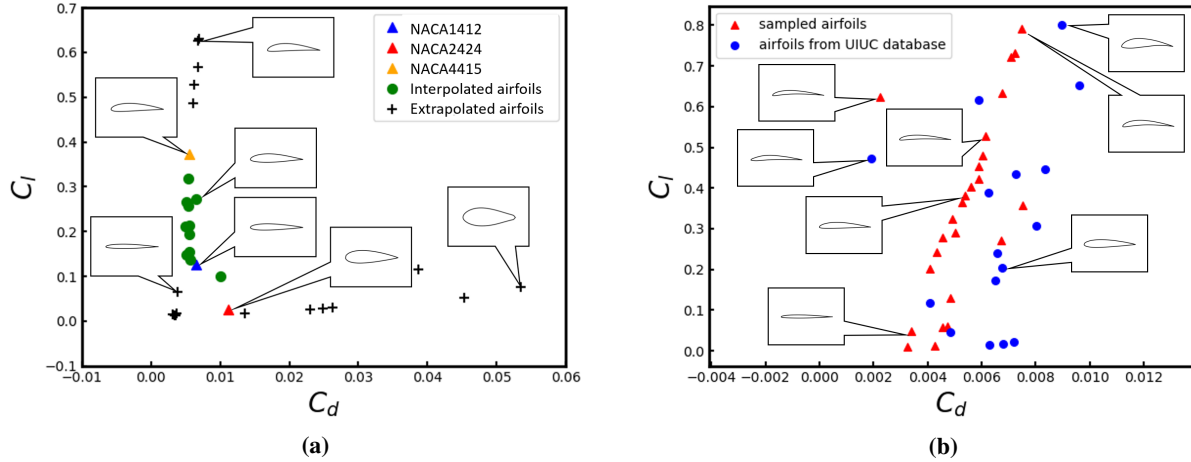 0.7
0.6
0.5
0.4
0.3
0.2
0.1
0.0
−0.1
C_l
NACA1412
NACA2424
NACA4415
Interpolated airfoils
Extrapolated airfoils
−0.01 0.00 0.01 0.02 0.03 0.04 0.05 0.06
C_d
(a)
0.8
0.7
0.6
0.5
0.4
0.3
0.2
0.1
0.0
C_l
sampled airfoils
airfoils from UIUC database
−0.004 −0.002 0.000 0.002 0.004 0.006 0.008 0.010 0.012
C_d
(b)